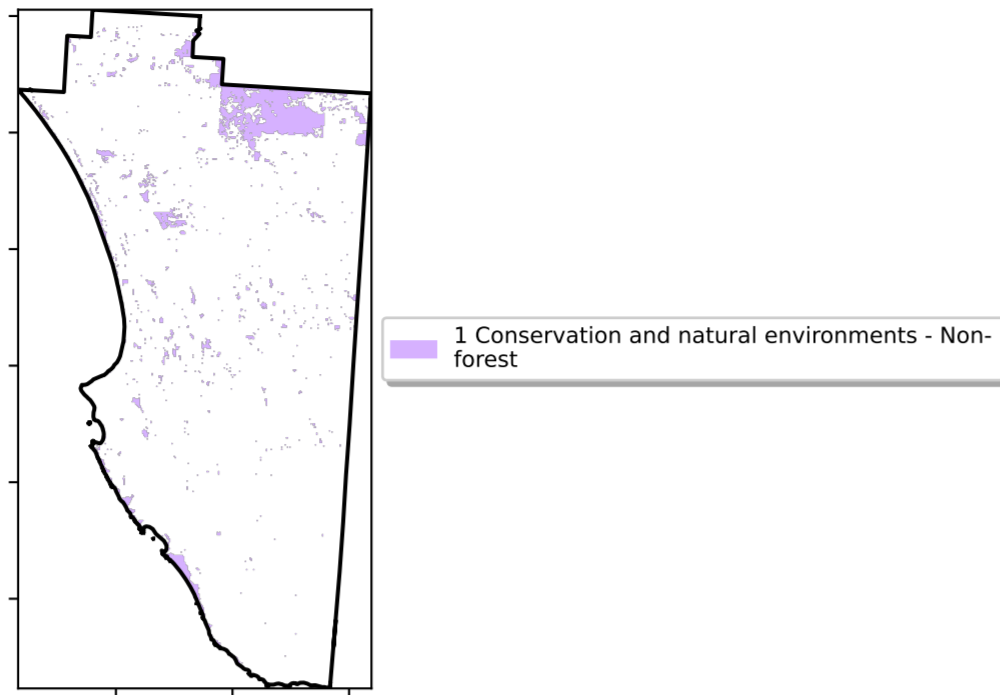 1 Conservation and natural environments - Non-
forest